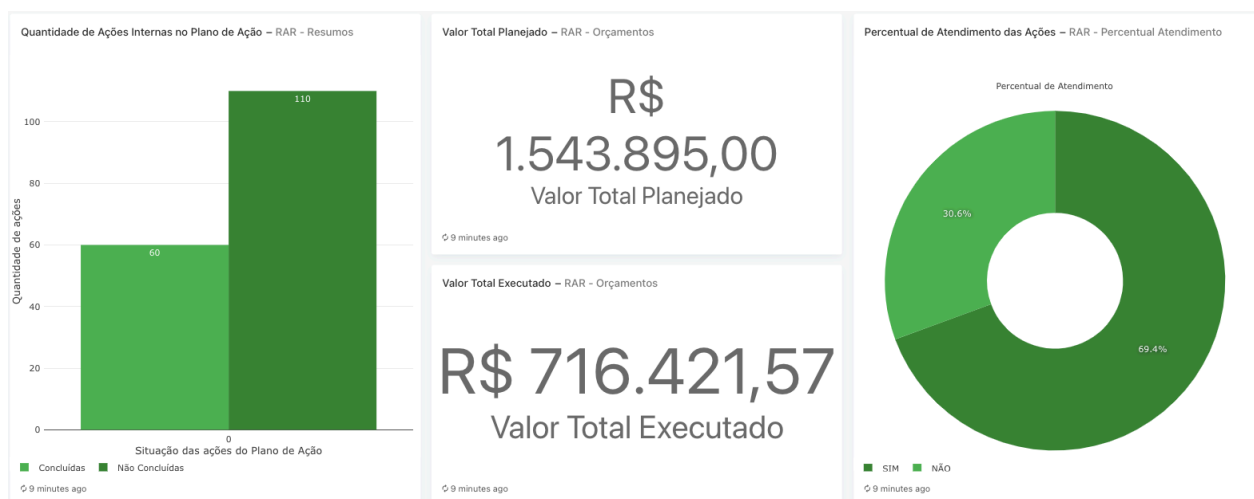 Quantidade de Ações Internas no Plano de Ação – RAR - Resumos
110
100
80
60
60
40
20
0
Quantidade de ações
0
Situação das ações do Plano de Ação
Concluídas Não Concluídas
9 minutes ago
Valor Total Planejado – RAR - Orçamentos
R$
1.543.895,00
Valor Total Planejado
9 minutes ago
Valor Total Executado – RAR - Orçamentos
R$ 716.421,57
Valor Total Executado
9 minutes ago
Percentual de Atendimento das Ações – RAR - Percentual Atendimento
Percentual de Atendimento
30.6%
69.4%
SIM NÃO
9 minutes ago